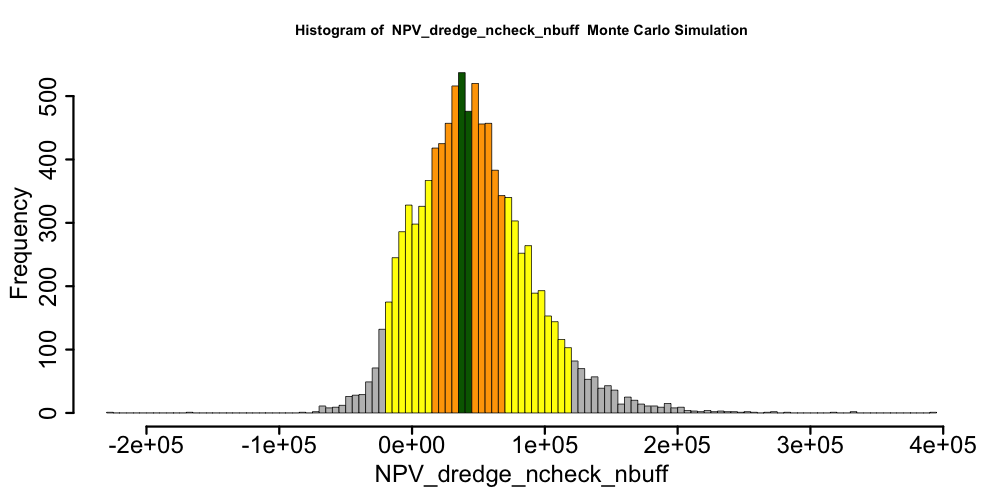 Histogram of NPV_dredge_ncheck_nbuff Monte Carlo Simulation
Frequency
500
400
300
200
100
0
-2e+05 -1e+05 0e+00 1e+05 2e+05 3e+05 4e+05
NPV_dredge_ncheck_nbuff